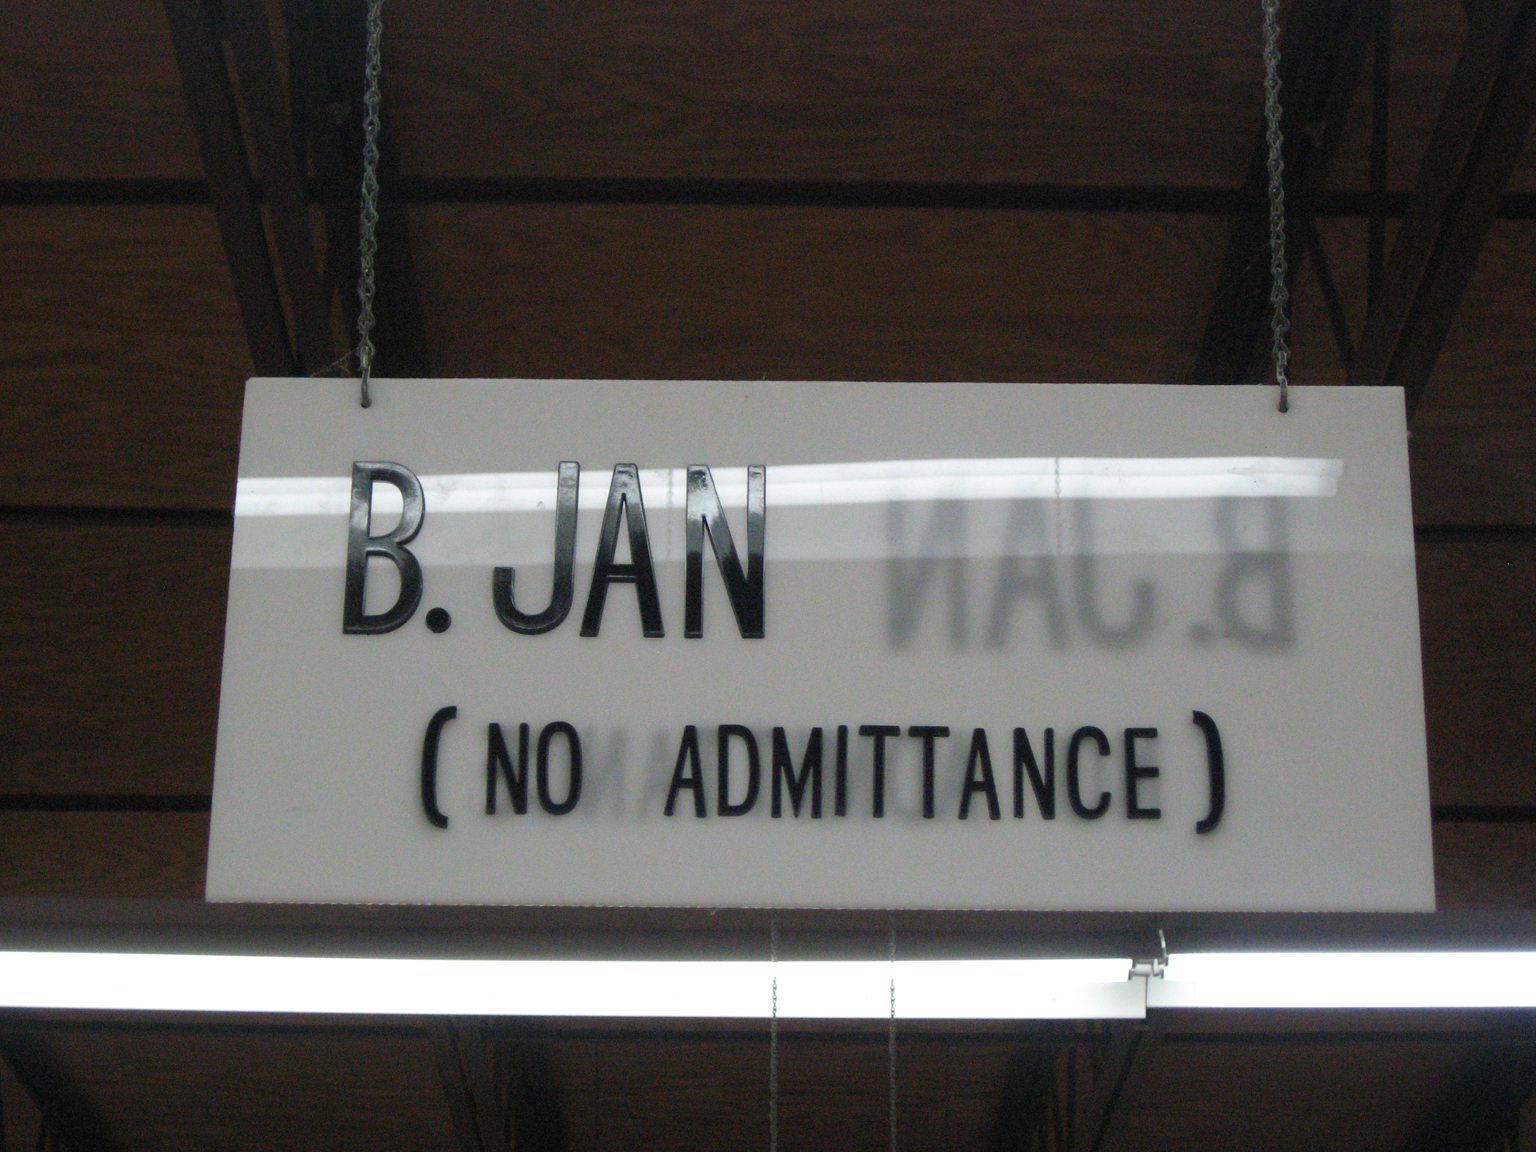 B. JAN
( NO ADMITTANCE )